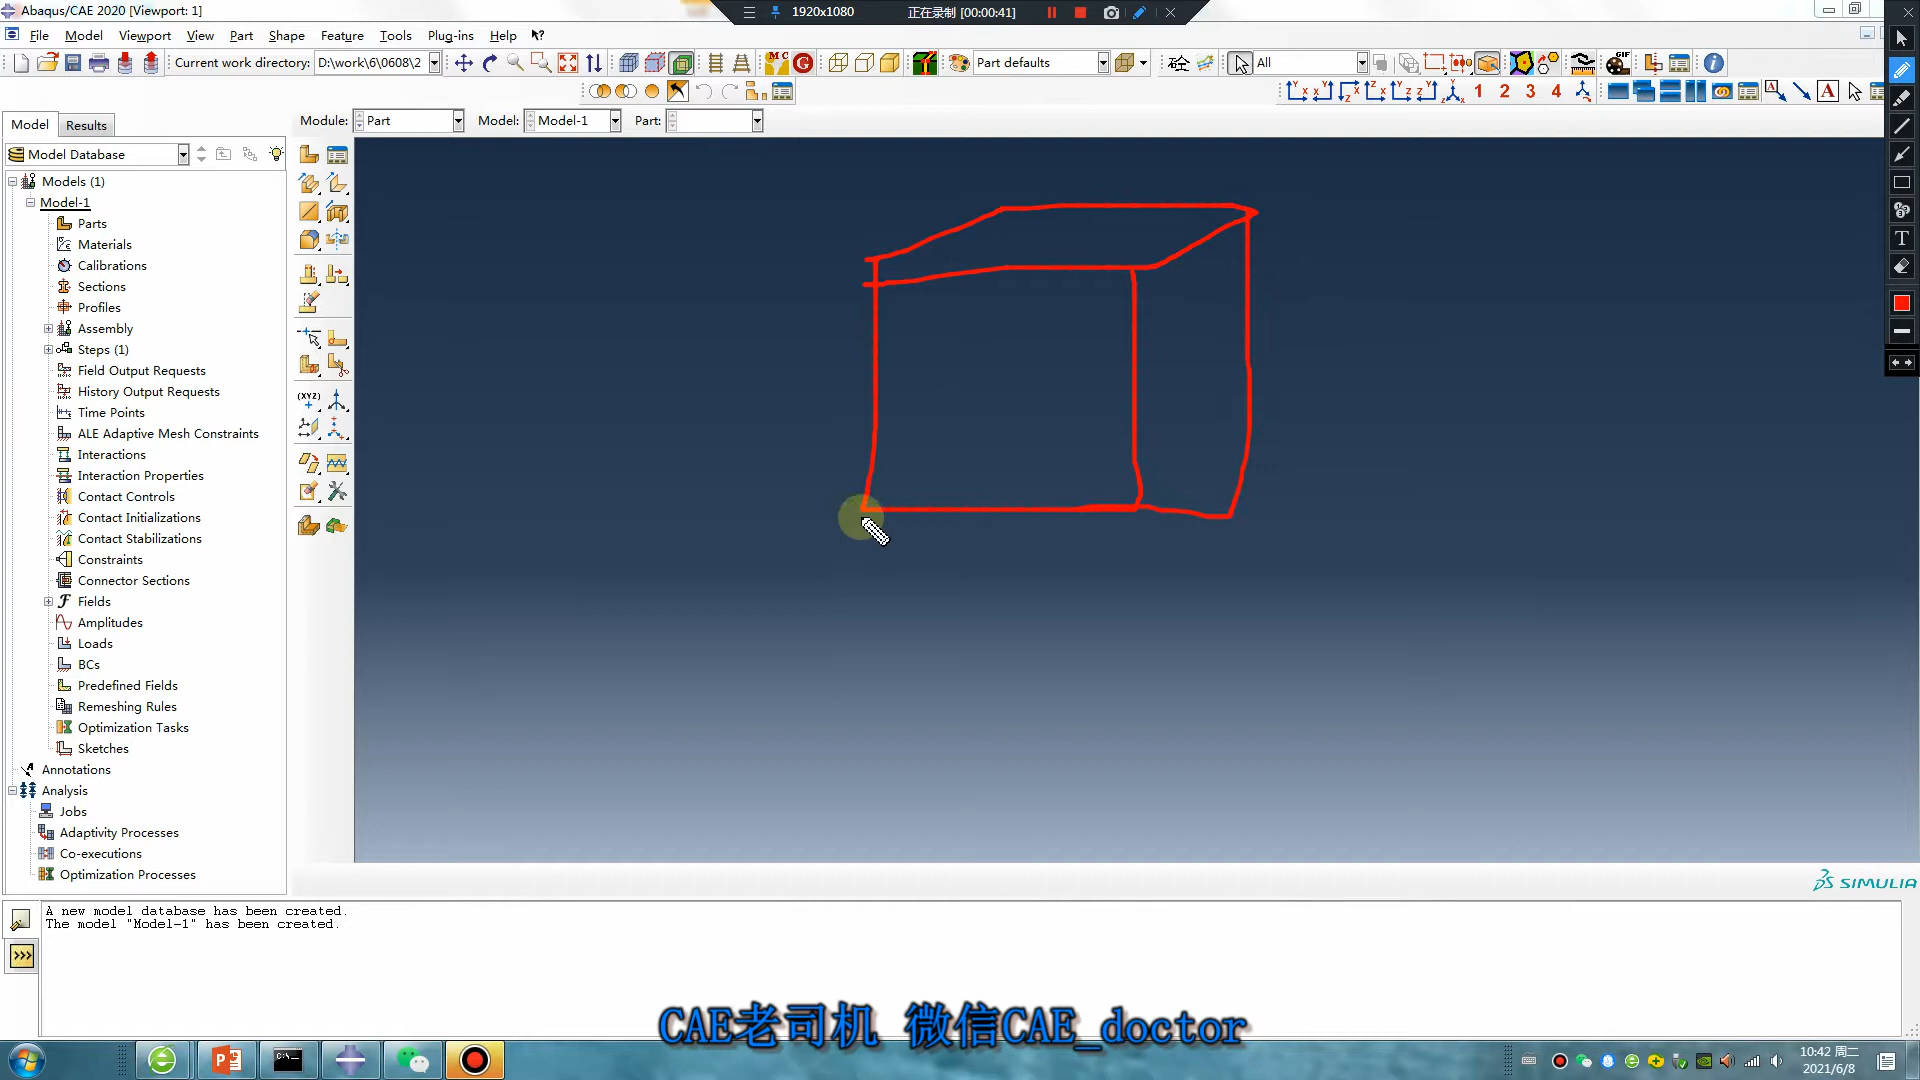 Abaqus/CAE 2020 [Viewport: 1]
1920x1080
正在录制 [00:00:41]
File Model Viewport View Part Shape Feature Tools Plug-ins Help
Current work directory: D:\work\6\0608\2
Part defaults
All
1 2 3 4
Model Results
Module: Part Model: Model-1 Part:
Model Database
Models (1)
Model-1
Parts
Materials
Calibrations
Sections
Profiles
Assembly
Steps (1)
Field Output Requests
History Output Requests
Time Points
ALE Adaptive Mesh Constraints
Interactions
Interaction Properties
Contact Controls
Contact Initializations
Contact Stabilizations
Constraints
Connector Sections
Fields
Amplitudes
Loads
BCs
Predefined Fields
Remeshing Rules
Optimization Tasks
Sketches
Annotations
Analysis
Jobs
Adaptivity Processes
Co-executions
Optimization Processes
SIMULIA
A new model database has been created.
The model "Model-1" has been created.
CAE老司机 微信CAE_doctor
10:42 周二
2021/6/8